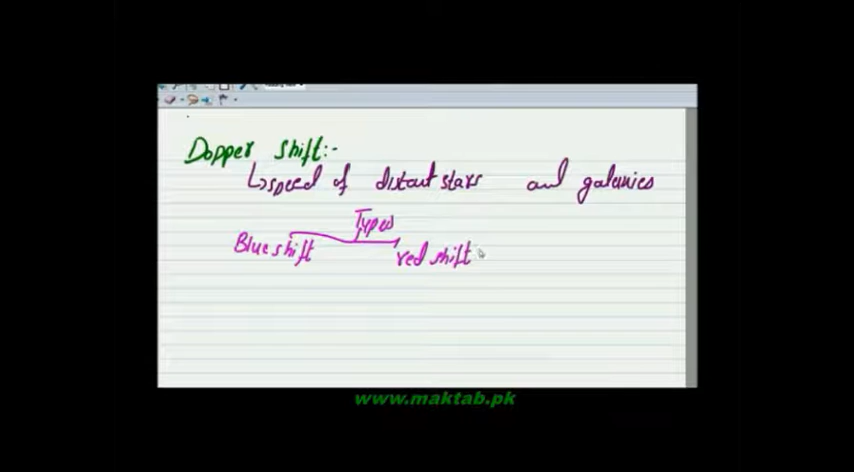 Dopper shift:-
↳speed of distant stars and galaxies
Types
Blue shift
red shift
www.maktab.pk